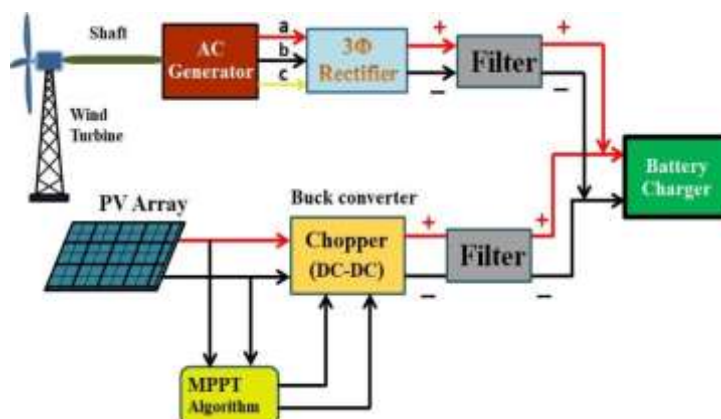 Shaft
AC
Generator
a
b
c
3Φ
Rectifier
+
−
Filter
+
−
Wind
Turbine
Battery
Charger
PV Array
Buck converter
Chopper
(DC-DC)
+
−
Filter
+
−
MPPT
Algorithm